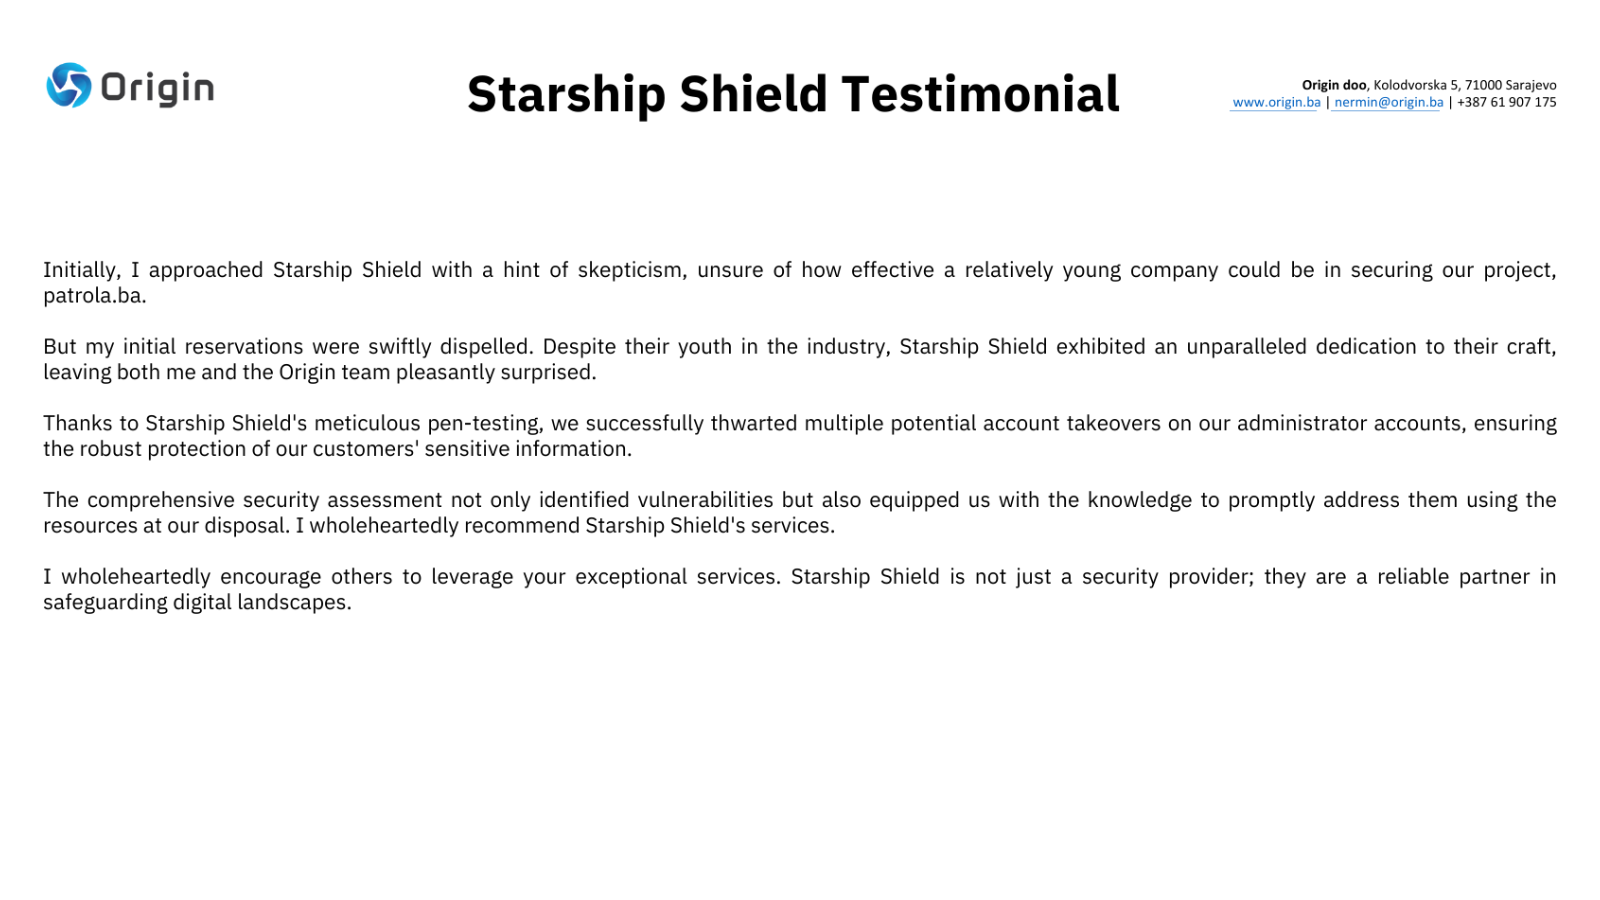 Origin
Starship Shield Testimonial
Origin doo, Kolodvorska 5, 71000 Sarajevo
www.origin.ba | nermin@origin.ba | +387 61 907 175
Initially, I approached Starship Shield with a hint of skepticism, unsure of how effective a relatively young company could be in securing our project,
patrola.ba.
But my initial reservations were swiftly dispelled. Despite their youth in the industry, Starship Shield exhibited an unparalleled dedication to their craft,
leaving both me and the Origin team pleasantly surprised.
Thanks to Starship Shield's meticulous pen-testing, we successfully thwarted multiple potential account takeovers on our administrator accounts, ensuring
the robust protection of our customers' sensitive information.
The comprehensive security assessment not only identified vulnerabilities but also equipped us with the knowledge to promptly address them using the
resources at our disposal. I wholeheartedly recommend Starship Shield's services.
I wholeheartedly encourage others to leverage your exceptional services. Starship Shield is not just a security provider; they are a reliable partner in
safeguarding digital landscapes.